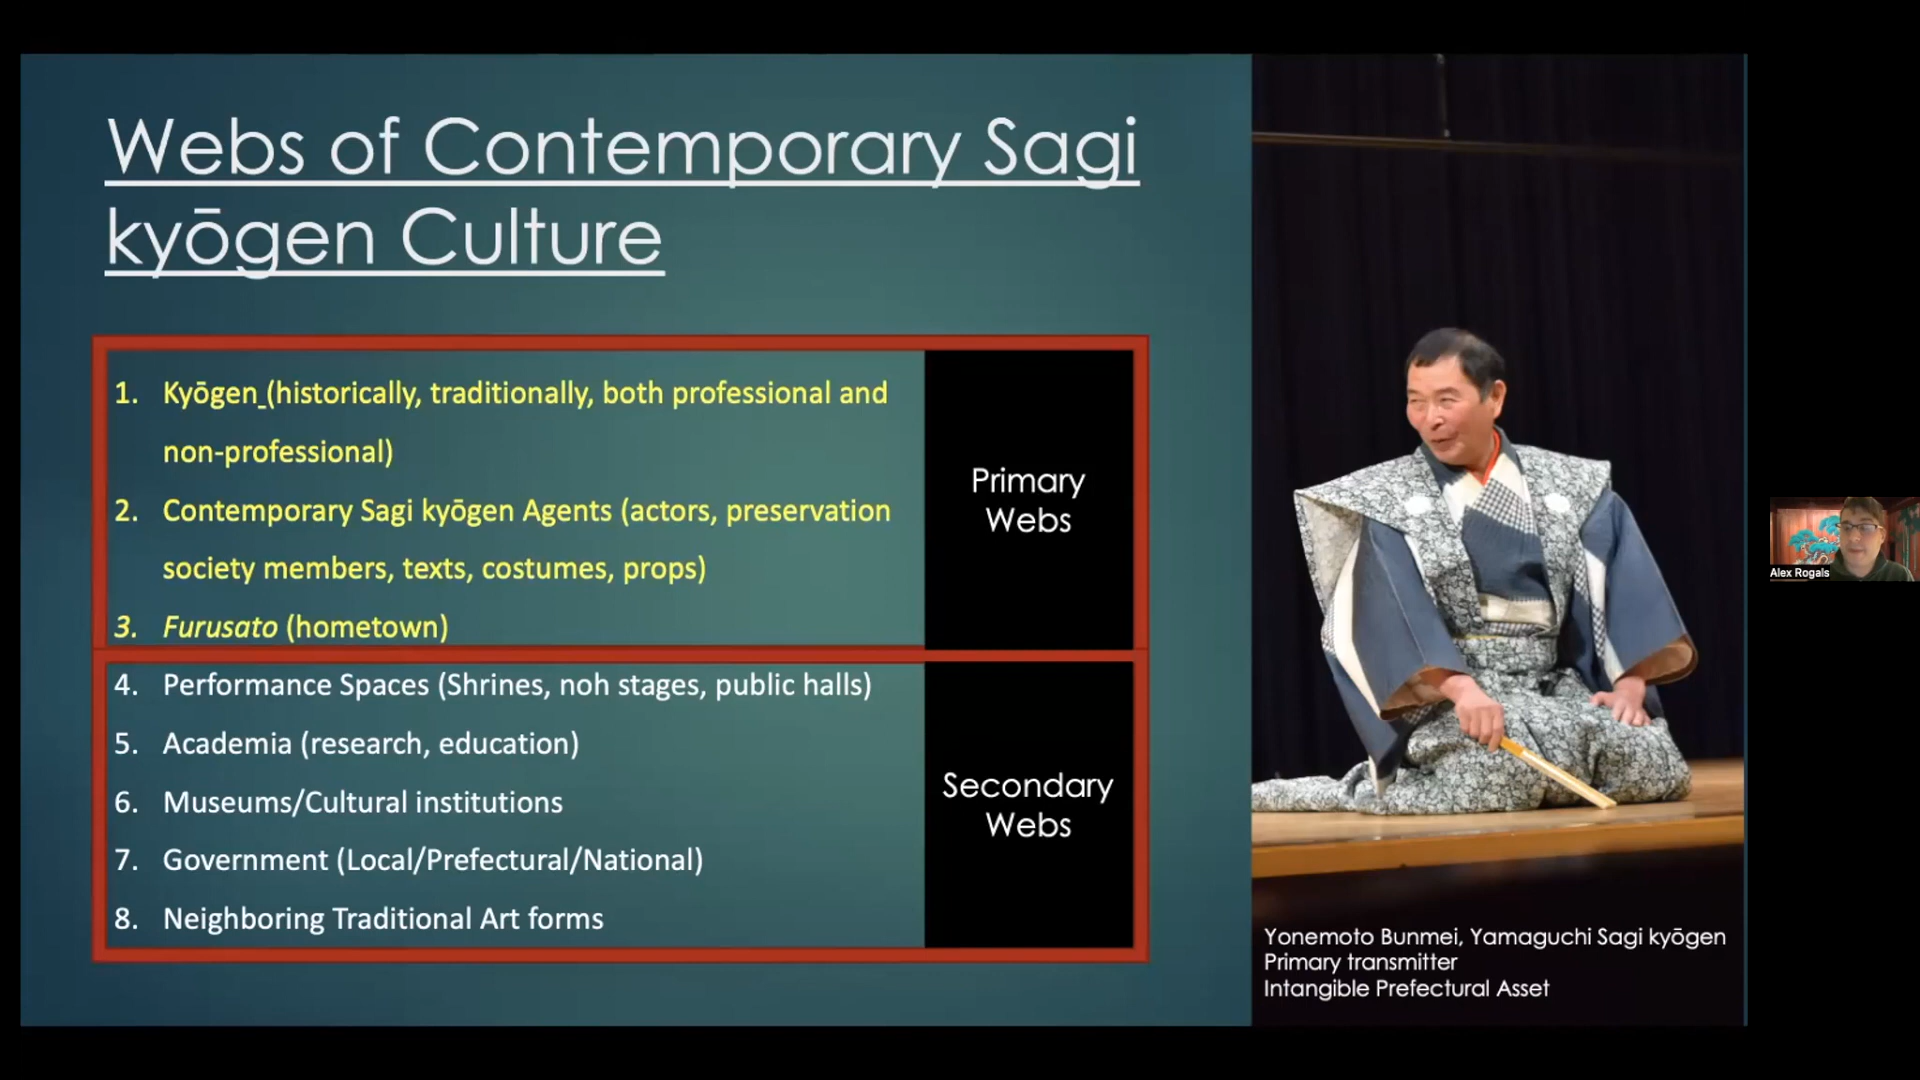 Webs of Contemporary Sagi
kyōgen Culture
1. Kyōgen (historically, traditionally, both professional and
non-professional)
2. Contemporary Sagi kyōgen Agents (actors, preservation
society members, texts, costumes, props)
3. Furusato (hometown)
Primary
Webs
4. Performance Spaces (Shrines, noh stages, public halls)
5. Academia (research, education)
6. Museums/Cultural institutions
7. Government (Local/Prefectural/National)
8. Neighboring Traditional Art forms
Secondary
Webs
Yonemoto Bunmei, Yamaguchi Sagi kyōgen
Primary transmitter
Intangible Prefectural Asset
Alex Rogals